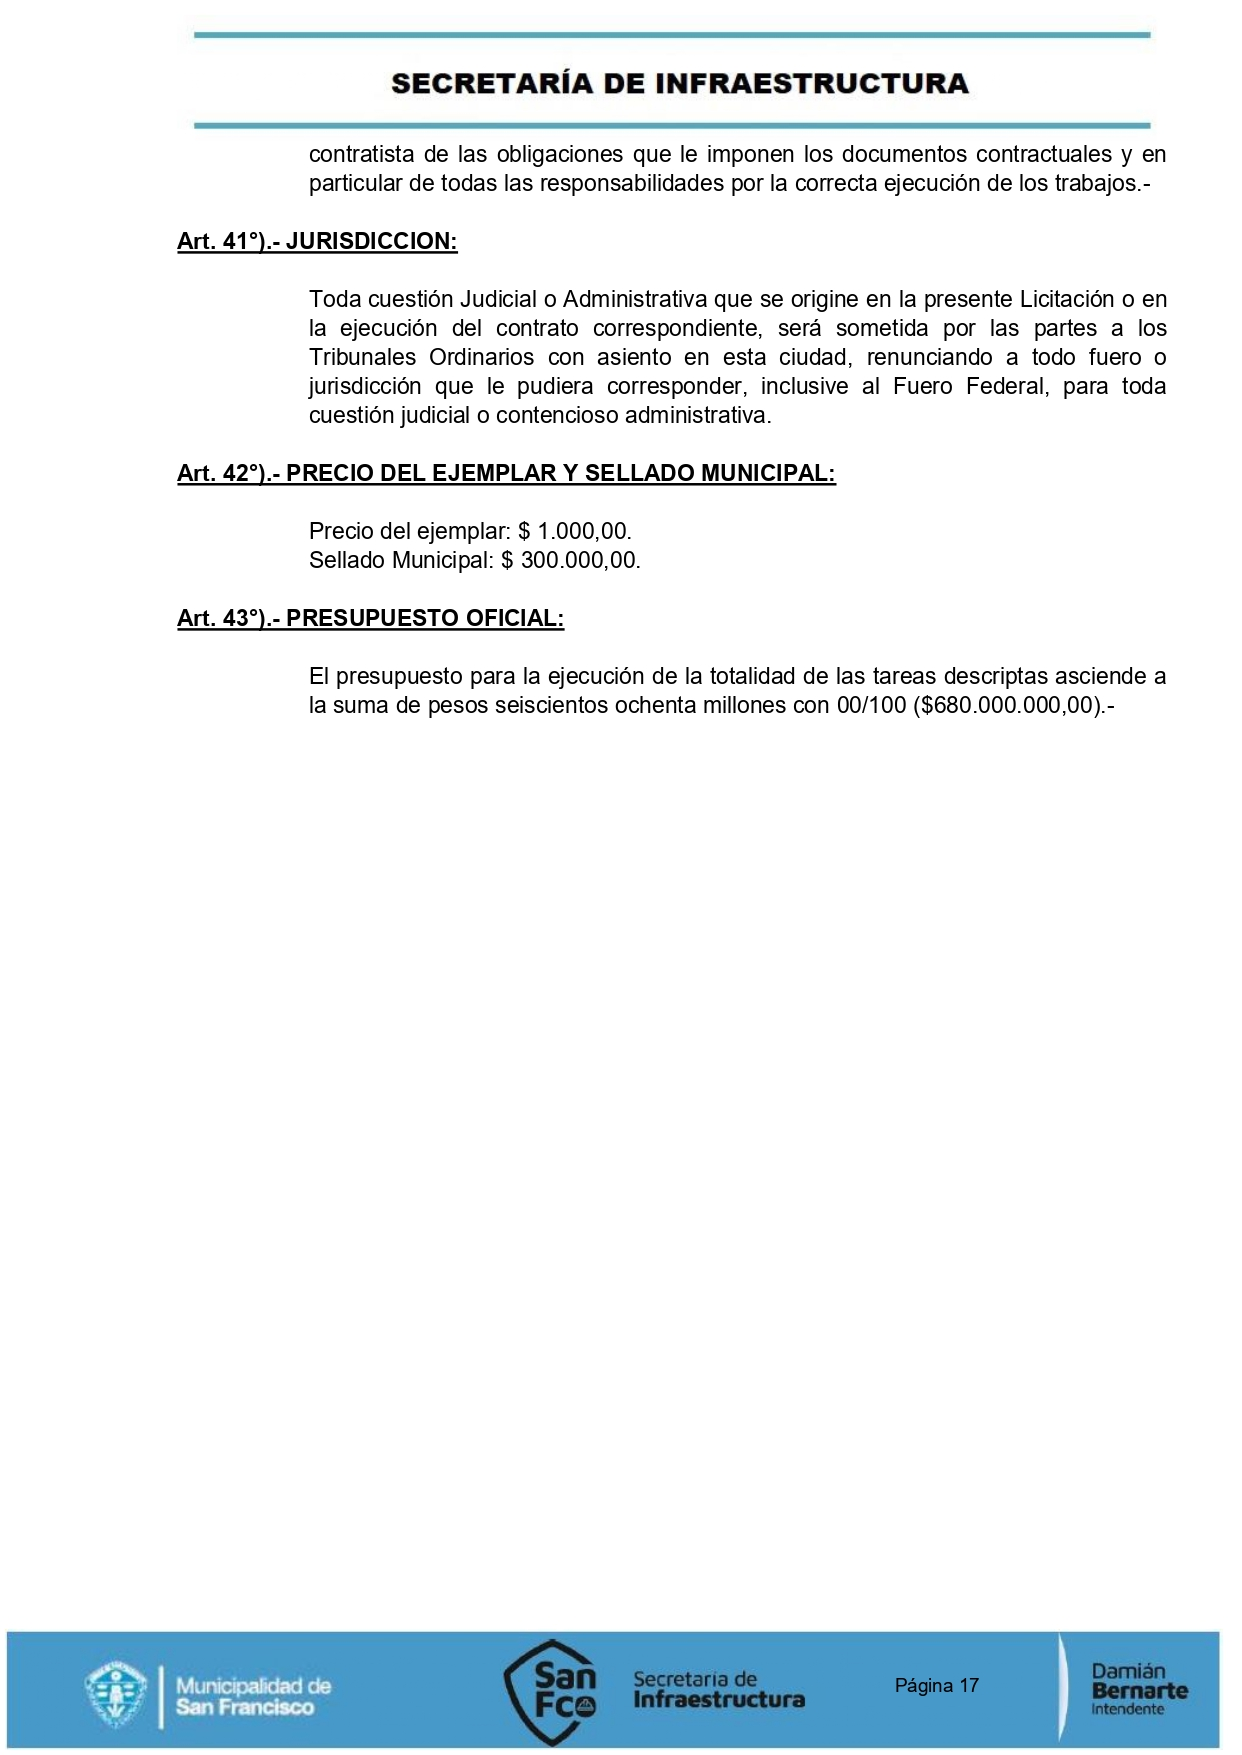 SECRETARÍA DE INFRAESTRUCTURA
contratista de las obligaciones que le imponen los documentos contractuales y en
particular de todas las responsabilidades por la correcta ejecución de los trabajos.-
Art. 41°).- JURISDICCION:
Toda cuestión Judicial o Administrativa que se origine en la presente Licitación o en
la ejecución del contrato correspondiente, será sometida por las partes a los
Tribunales Ordinarios con asiento en esta ciudad, renunciando a todo fuero o
jurisdicción que le pudiera corresponder, inclusive al Fuero Federal, para toda
cuestión judicial o contencioso administrativa.
Art. 42°).- PRECIO DEL EJEMPLAR Y SELLADO MUNICIPAL:
Precio del ejemplar: $ 1.000,00.
Sellado Municipal: $ 300.000,00.
Art. 43°).- PRESUPUESTO OFICIAL:
El presupuesto para la ejecución de la totalidad de las tareas descriptas asciende a
la suma de pesos seiscientos ochenta millones con 00/100 ($680.000.000,00).-
Municipalidad de
San Francisco
San
Fco
Secretaria de
Infraestructura
Página 17
Damián
Bernarte
Intendente